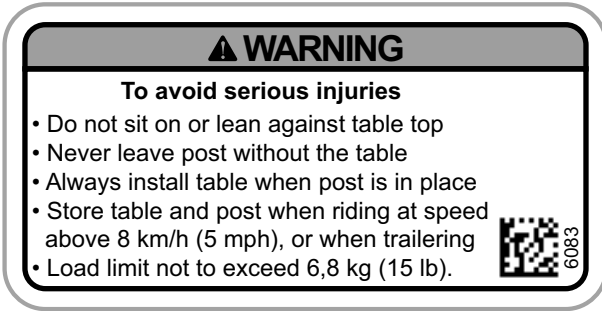 WARNING
To avoid serious injuries
• Do not sit on or lean against table top
• Never leave post without the table
• Always install table when post is in place
• Store table and post when riding at speed
above 8 km/h (5 mph), or when trailering
• Load limit not to exceed 6,8 kg (15 lb).
6083